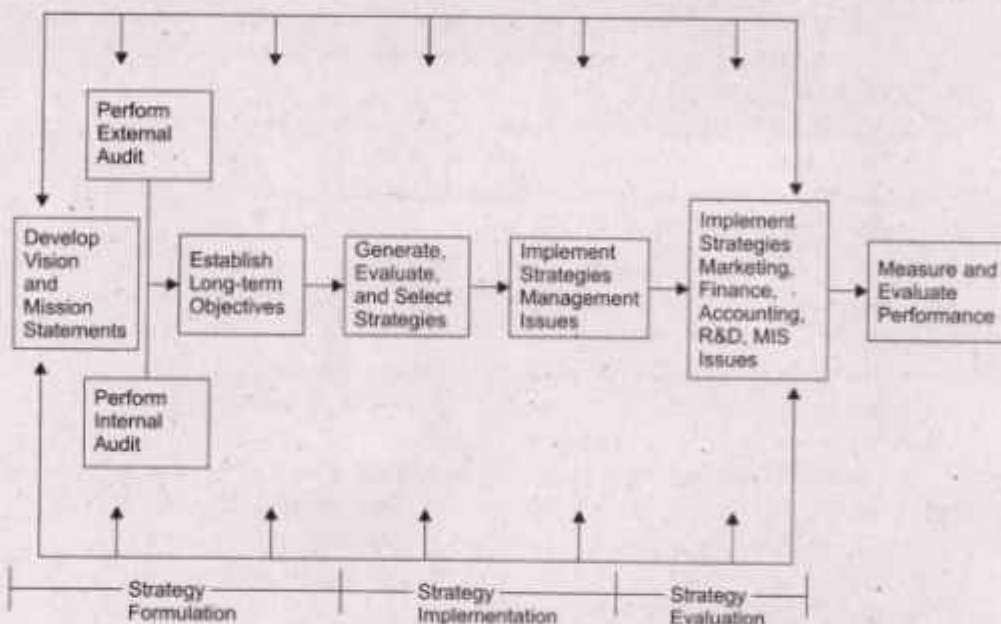 Perform
External
Audit
Develop
Vision
and
Mission
Statements
Establish
Long-term
Objectives
Generate,
Evaluate,
and Select
Strategies
Implement
Strategies
Management
Issues
Implement
Strategies
Marketing,
Finance,
Accounting,
R&D, MIS
Issues
Measure and
Evaluate
Performance
Perform
Internal
Audit
Strategy
Formulation
Strategy
Implementation
Strategy
Evaluation